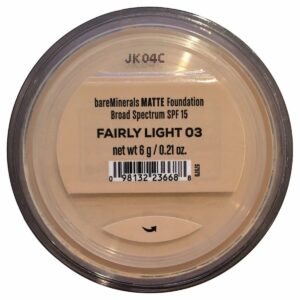 JK04C
bareMinerals MATTE Foundation
Broad Spectrum SPF 15
FAIRLY LIGHT 03
net wt 6 g / 0.21 oz.
0 98132 23668 8